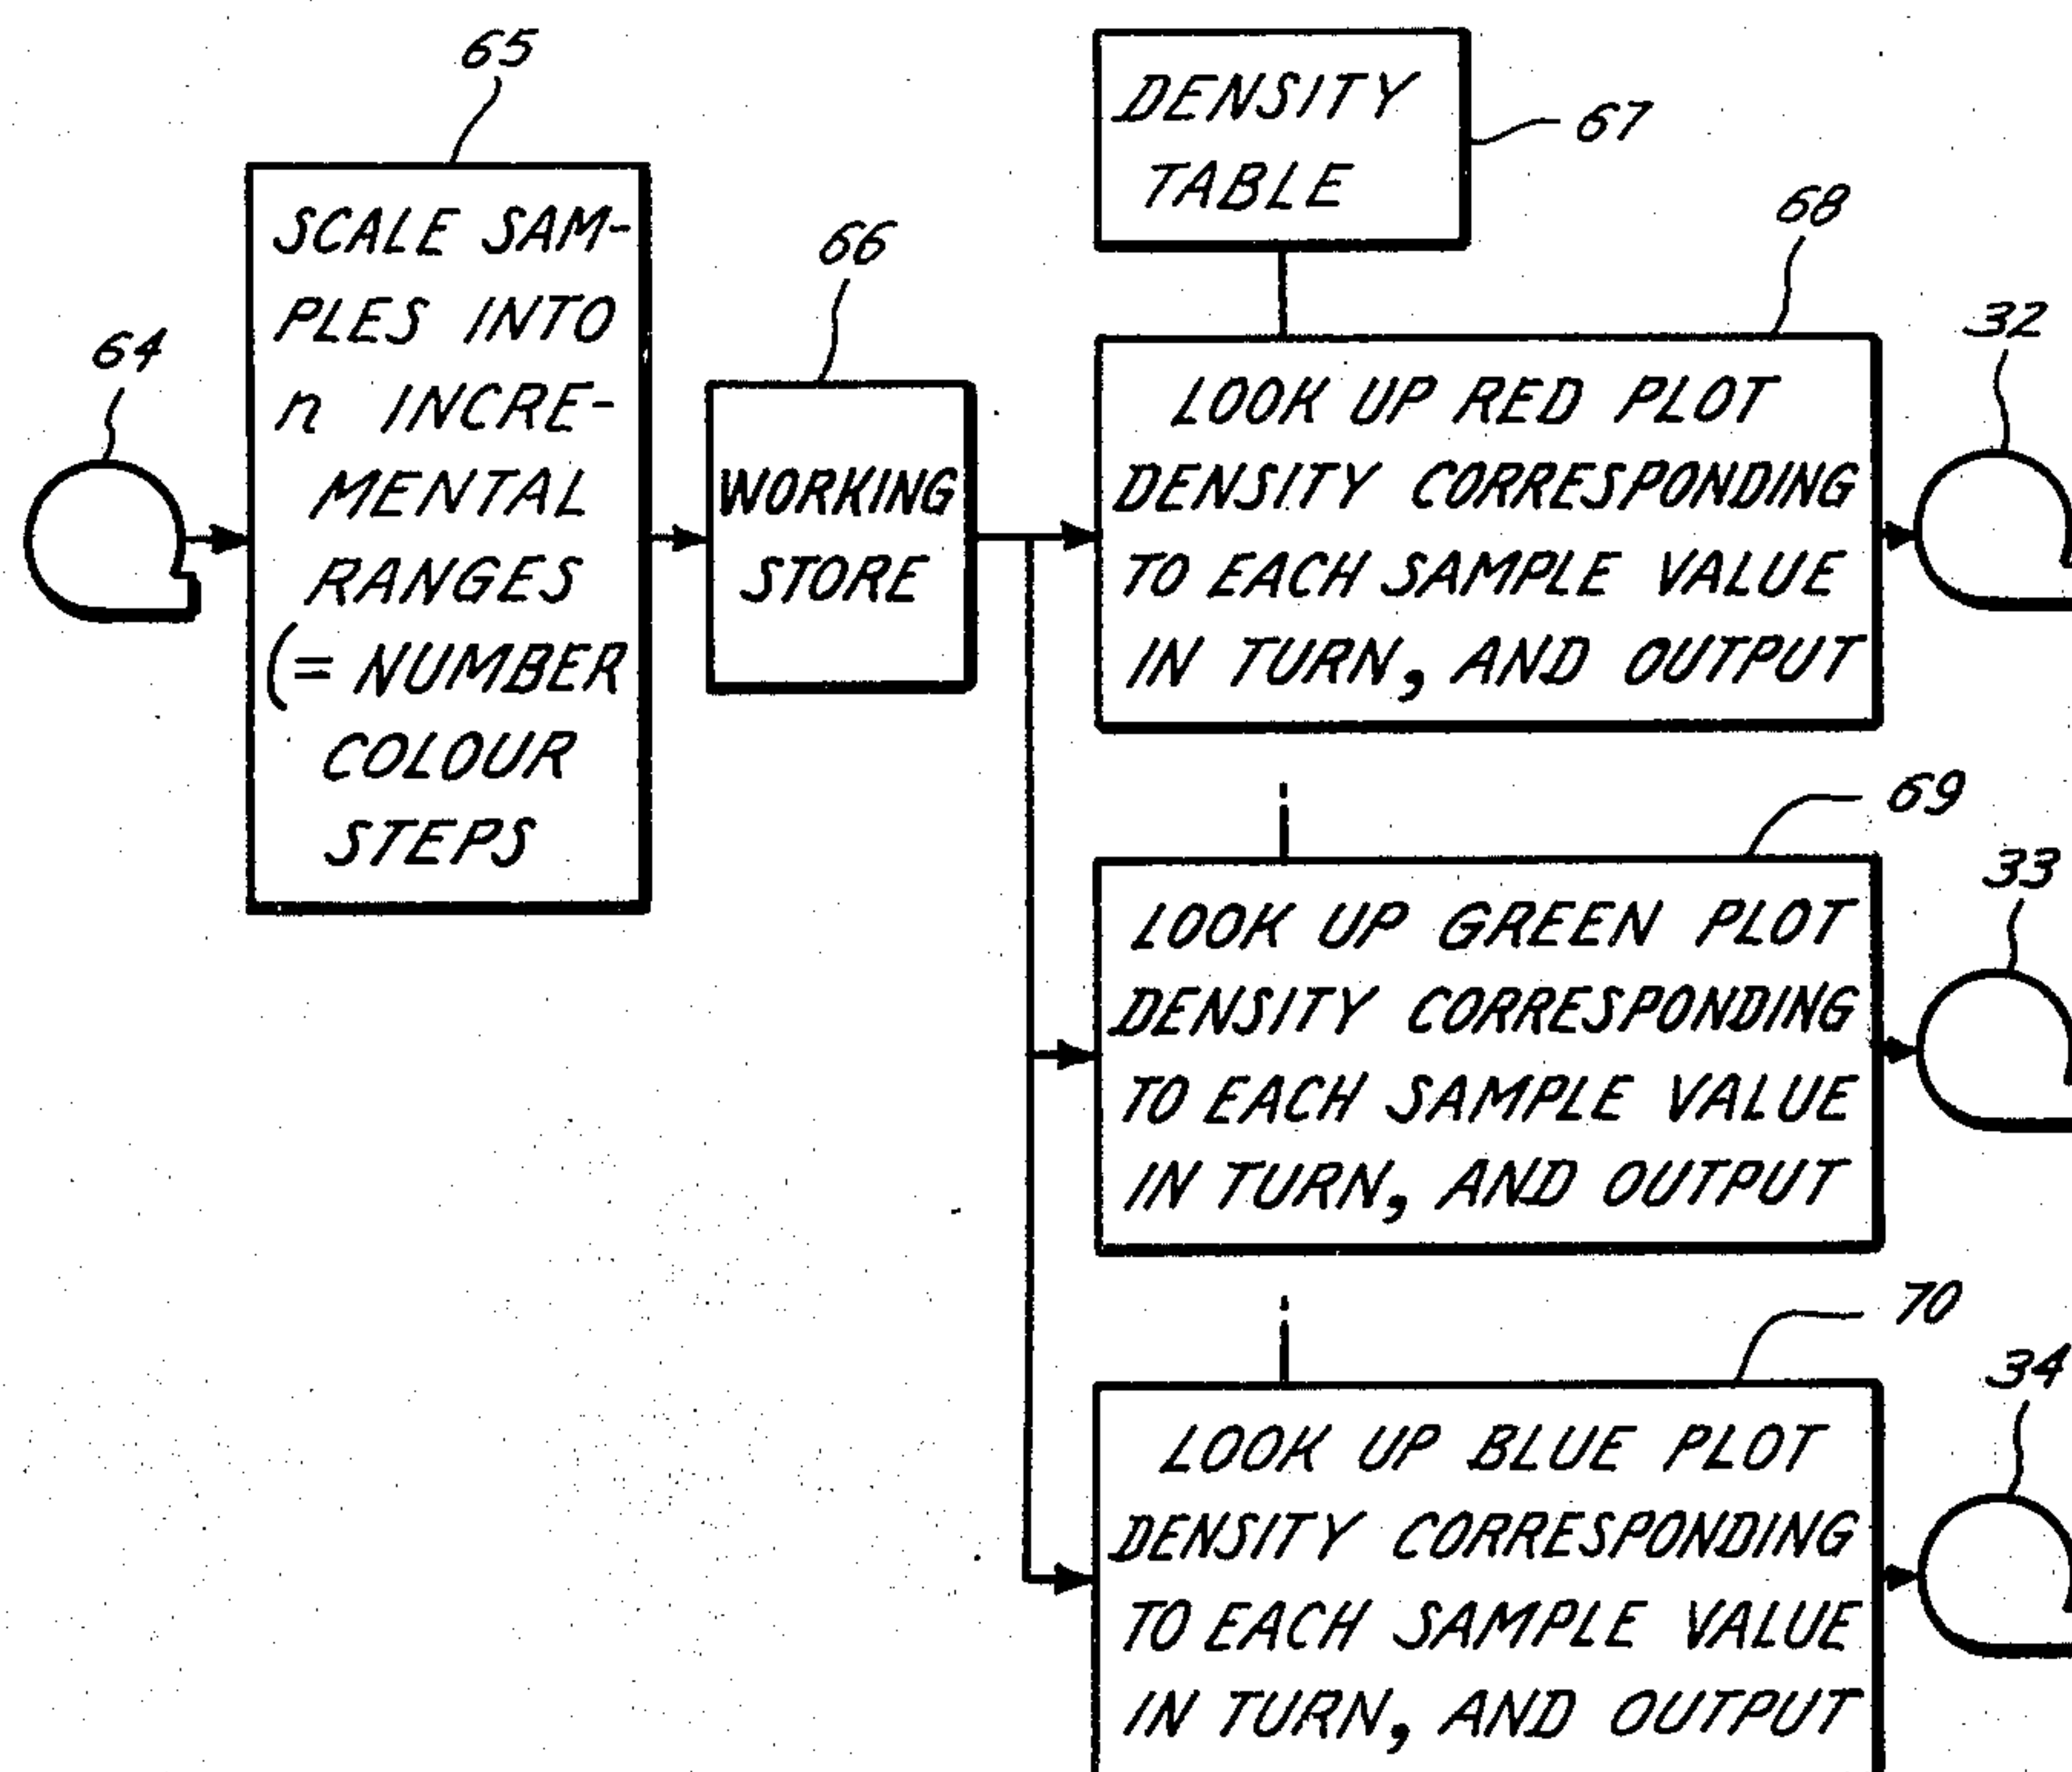 65
SCALE SAM-
PLES INTO
n INCRE-
MENTAL
RANGES
(= NUMBER
COLOUR
STEPS
64
66
WORKING
STORE
DENSITY
TABLE
67
68
LOOK UP RED PLOT
DENSITY CORRESPONDING
TO EACH SAMPLE VALUE
IN TURN, AND OUTPUT
32
69
LOOK UP GREEN PLOT
DENSITY CORRESPONDING
TO EACH SAMPLE VALUE
IN TURN, AND OUTPUT
33
70
LOOK UP BLUE PLOT
DENSITY CORRESPONDING
TO EACH SAMPLE VALUE
IN TURN, AND OUTPUT
34